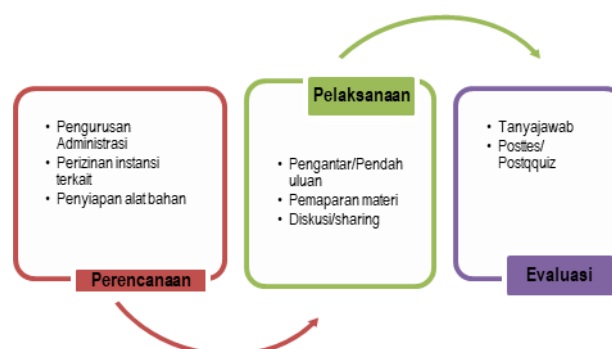 • Pengurusan
Administrasi
• Perizinan instansi
terkait
• Penyiapan alat bahan
Perencanaan
Pelaksanaan
• Pengantar/Pendah
uluan
• Pemaparan materi
• Diskusi/sharing
• Tanyajawab
• Posttes/
Postqquiz
Evaluasi